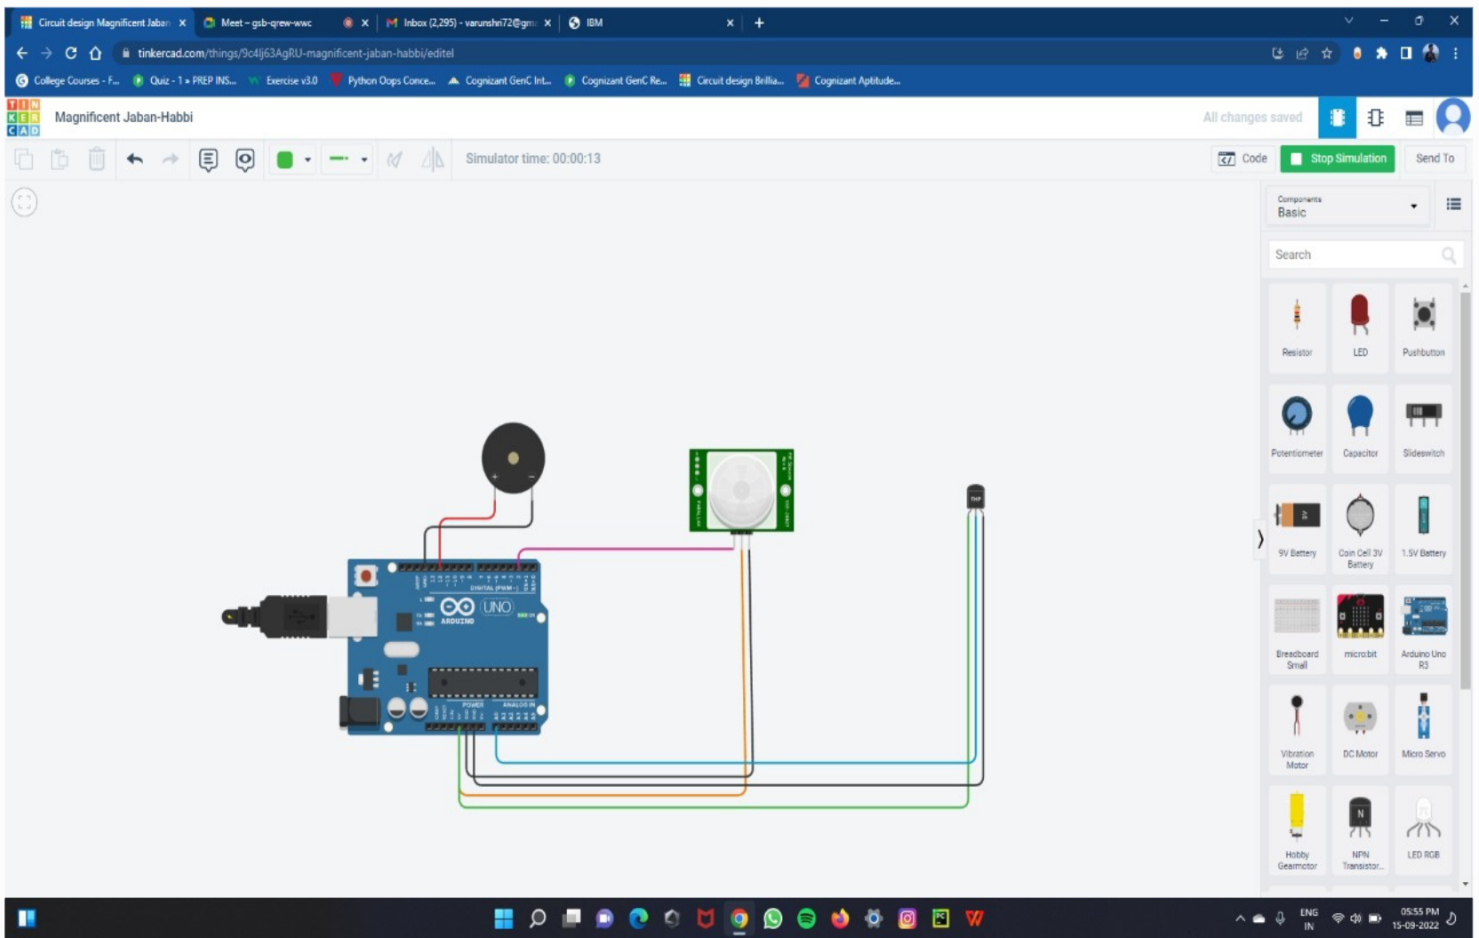 Circuit design Magnificent Jaban
Meet – gsb-qrew-wwc
Inbox (2,295) - varunshri72@gm
IBM
tinkercad.com/things/9c4lj63AgRU-magnificent-jaban-habbi/editel
College Courses - F...
Quiz - 1 » PREP INS...
Exercise v3.0
Python Oops Conce...
Cognizant GenC Int...
Cognizant GenC Re...
Circuit design Brillia...
Cognizant Aptitude...
TIN
KER
CAD
Magnificent Jaban-Habbi
All changes saved
Simulator time: 00:00:13
Code
Stop Simulation
Send To
Components
Basic
Search
Resistor
LED
Pushbutton
Potentiometer
Capacitor
Slideswitch
9V
9V Battery
Coin Cell 3V
Battery
1.5V Battery
Breadboard
Small
micro:bit
Arduino Uno
R3
Vibration
Motor
DC Motor
Micro Servo
N
Hobby
Gearmotor
NPN
Transistor...
LED RGB
TMP
DIGITAL (PWM~)
UNO
ARDUINO
POWER
ANALOG IN
ENG
IN
05:55 PM
15-09-2022